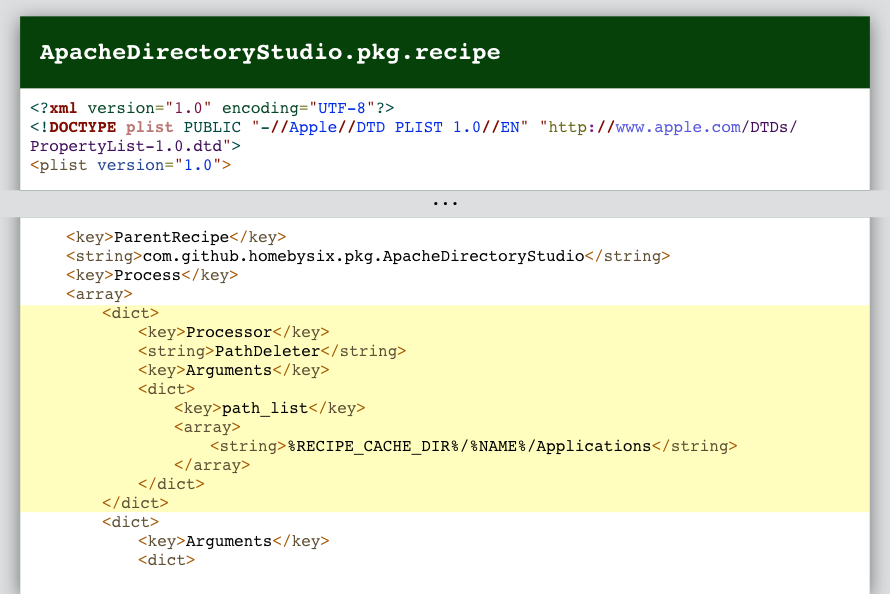 ApacheDirectoryStudio.pkg.recipe
<?xml version="1.0" encoding="UTF-8"?>
<!DOCTYPE plist PUBLIC "-//Apple//DTD PLIST 1.0//EN" "http://www.apple.com/DTDs/
PropertyList-1.0.dtd">
<plist version="1.0">
...
<key>ParentRecipe</key>
<string>com.github.homebysix.pkg.ApacheDirectoryStudio</string>
<key>Process</key>
<array>
<dict>
<key>Processor</key>
<string>PathDeleter</string>
<key>Arguments</key>
<dict>
<key>path_list</key>
<array>
<string>%RECIPE_CACHE_DIR%/%NAME%/Applications</string>
</array>
</dict>
</dict>
<dict>
<key>Arguments</key>
<dict>